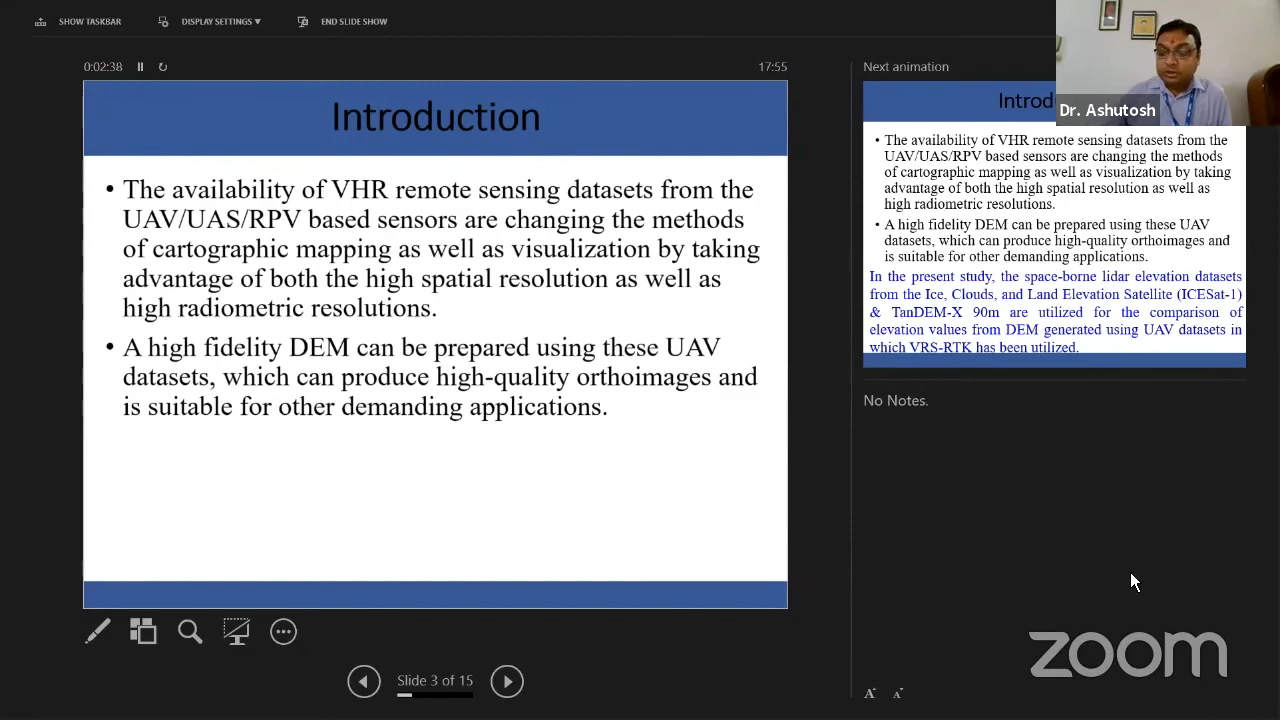 SHOW TASKBAR
DISPLAY SETTINGS ▼
END SLIDE SHOW
0:02:38
17:55
Introduction
• The availability of VHR remote sensing datasets from the
UAV/UAS/RPV based sensors are changing the methods
of cartographic mapping as well as visualization by taking
advantage of both the high spatial resolution as well as
high radiometric resolutions.
• A high fidelity DEM can be prepared using these UAV
datasets, which can produce high-quality orthoimages and
is suitable for other demanding applications.
Slide 3 of 15
Next animation
Introd
Dr. Ashutosh
• The availability of VHR remote sensing datasets from the
UAV/UAS/RPV based sensors are changing the methods
of cartographic mapping as well as visualization by taking
advantage of both the high spatial resolution as well as
high radiometric resolutions.
• A high fidelity DEM can be prepared using these UAV
datasets, which can produce high-quality orthoimages and
is suitable for other demanding applications.
In the present study, the space-borne lidar elevation datasets
from the Ice, Clouds, and Land Elevation Satellite (ICESat-1)
& TanDEM-X 90m are utilized for the comparison of
elevation values from DEM generated using UAV datasets in
which VRS-RTK has been utilized.
No Notes.
zoom
A A